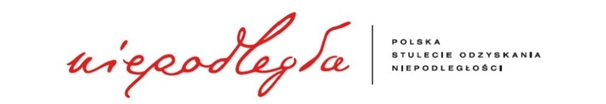 niepodległa
POLSKA
STULECIE ODZYSKANIA
NIEPODLEGŁOŚCI